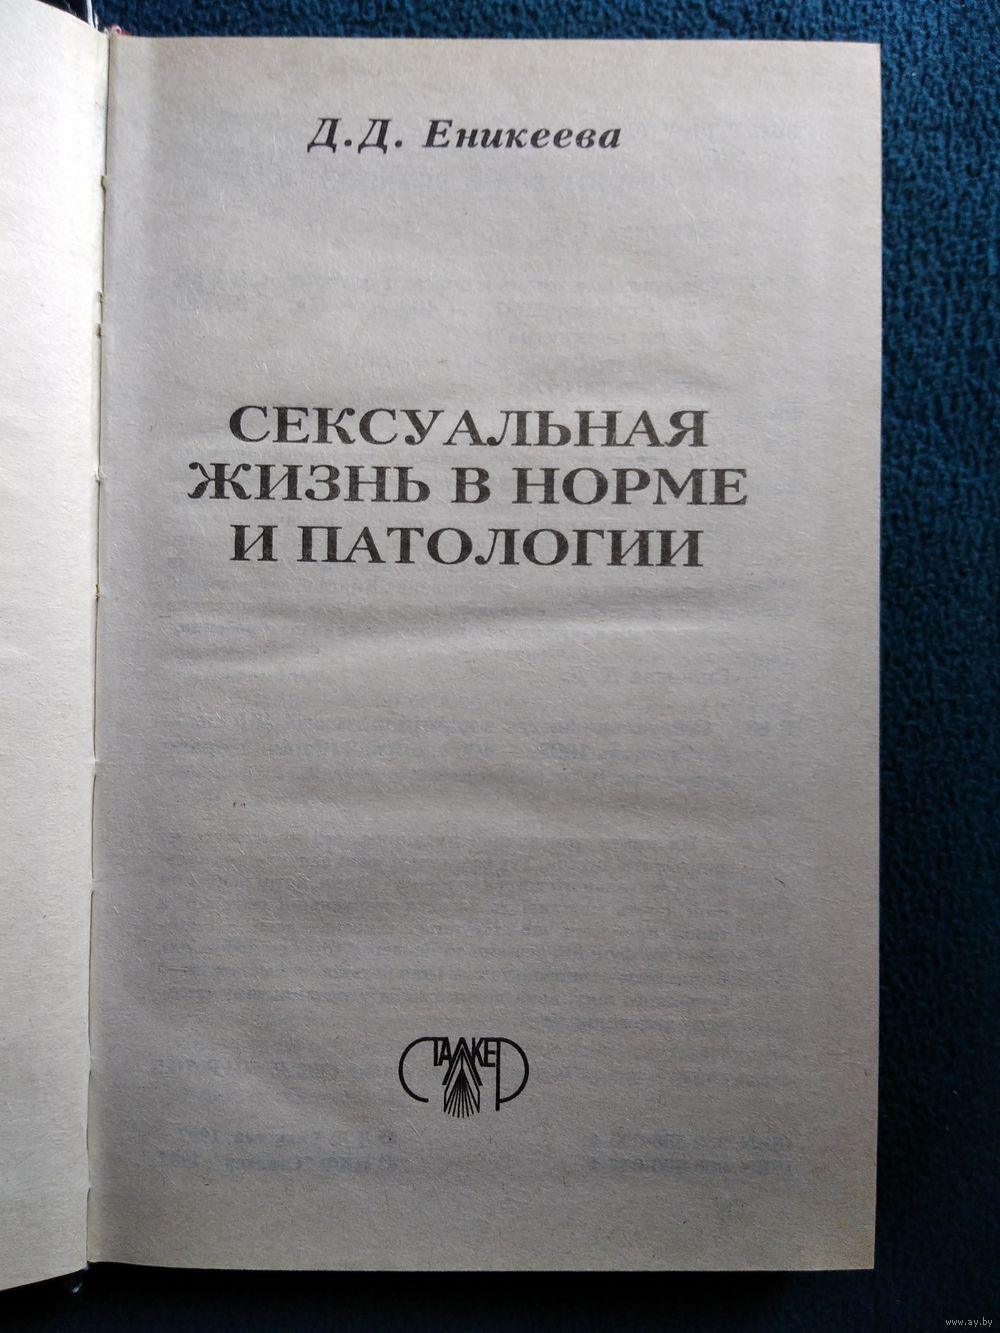 Д.Д. Еникеева
СЕКСУАЛЬНАЯ
ЖИЗНЬ В НОРМЕ
И ПАТОЛОГИИ
СТАЛКЕР
www.ay.by